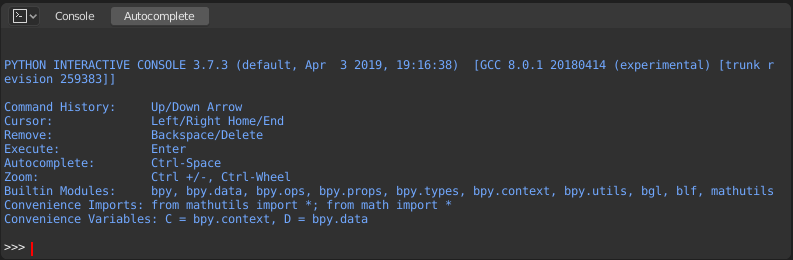 Console Autocomplete
PYTHON INTERACTIVE CONSOLE 3.7.3 (default, Apr  3 2019, 19:16:38)  [GCC 8.0.1 20180414 (experimental) [trunk r
evision 259383]]
Command History:     Up/Down Arrow
Cursor:              Left/Right Home/End
Remove:              Backspace/Delete
Execute:             Enter
Autocomplete:        Ctrl-Space
Zoom:                Ctrl +/-, Ctrl-Wheel
Builtin Modules:     bpy, bpy.data, bpy.ops, bpy.props, bpy.types, bpy.context, bpy.utils, bgl, blf, mathutils
Convenience Imports: from mathutils import *; from math import *
Convenience Variables: C = bpy.context, D = bpy.data
>>>